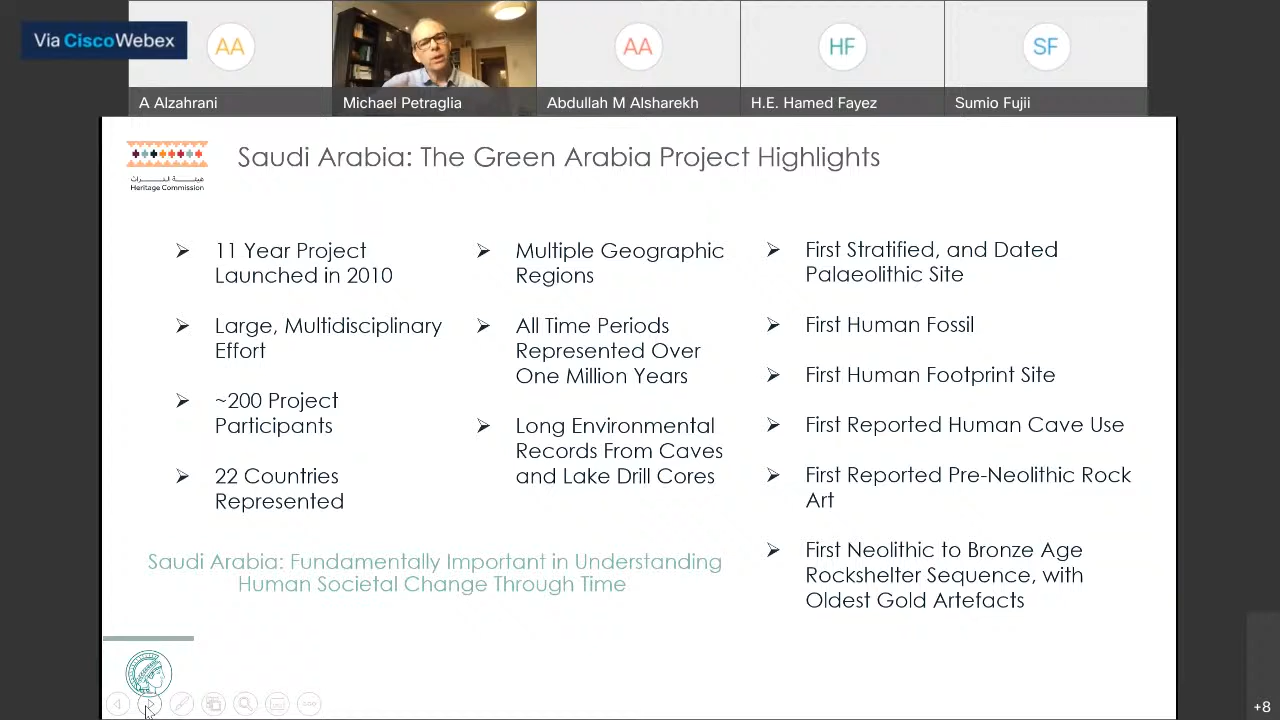 Via Cisco Webex
AA
AA
HF
SF
A Alzahrani
Michael Petraglia
Abdullah M Alsharekh
H.E. Hamed Fayez
Sumio Fujii
هيئة التراث
Heritage Commission
Saudi Arabia: The Green Arabia Project Highlights
11 Year Project
Launched in 2010
Large, Multidisciplinary
Effort
~200 Project
Participants
22 Countries
Represented
Multiple Geographic
Regions
All Time Periods
Represented Over
One Million Years
Long Environmental
Records From Caves
and Lake Drill Cores
First Stratified, and Dated
Palaeolithic Site
First Human Fossil
First Human Footprint Site
First Reported Human Cave Use
First Reported Pre-Neolithic Rock
Art
First Neolithic to Bronze Age
Rockshelter Sequence, with
Oldest Gold Artefacts
Saudi Arabia: Fundamentally Important in Understanding
Human Societal Change Through Time
+8